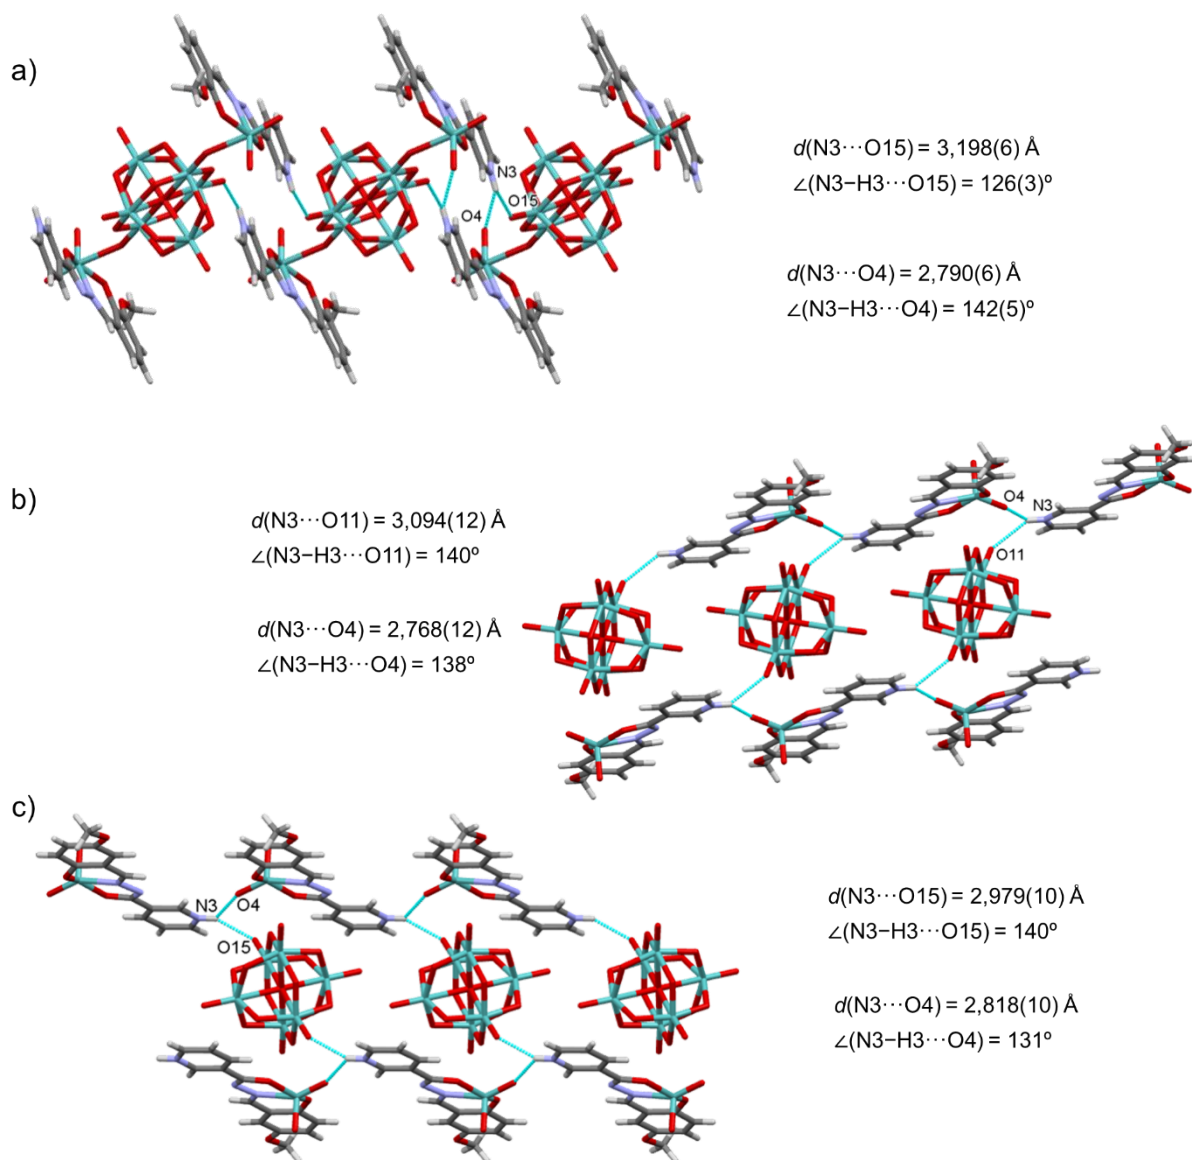 a)
N3
O15
O4
d(N3···O15) = 3,198(6) Å
∠(N3−H3···O15) = 126(3)º
d(N3···O4) = 2,790(6) Å
∠(N3−H3···O4) = 142(5)º
b)
d(N3···O11) = 3,094(12) Å
∠(N3−H3···O11) = 140º
d(N3···O4) = 2,768(12) Å
∠(N3−H3···O4) = 138º
O4
N3
O11
c)
N3
O4
O15
d(N3···O15) = 2,979(10) Å
∠(N3−H3···O15) = 140º
d(N3···O4) = 2,818(10) Å
∠(N3−H3···O4) = 131º